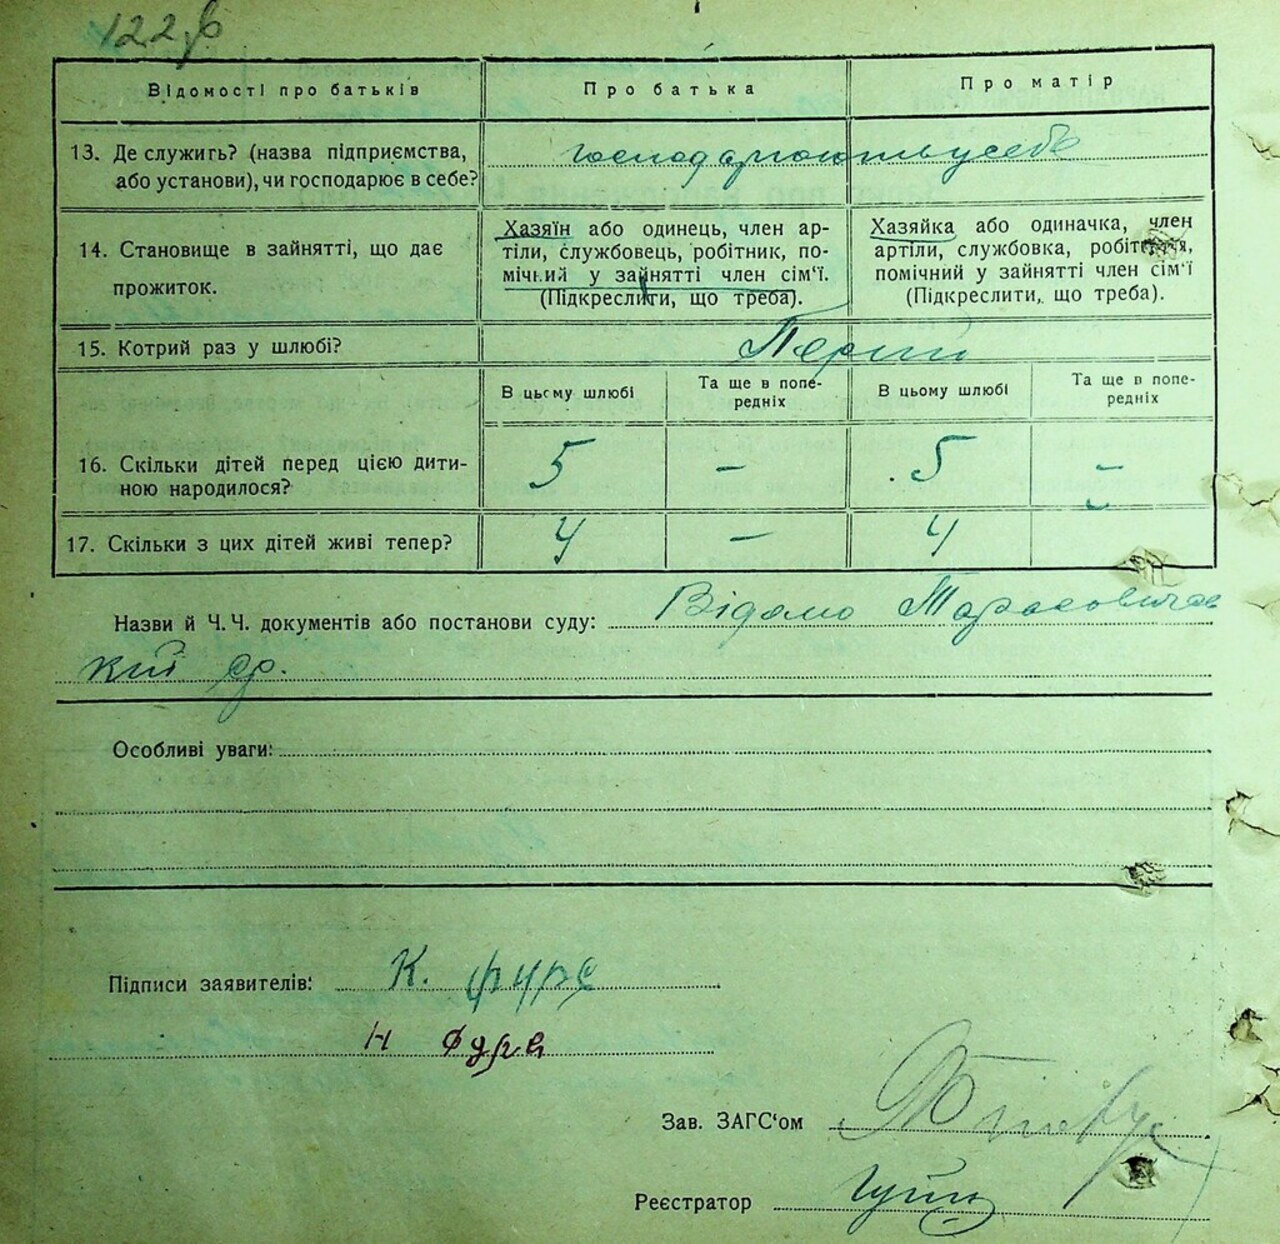 122
Відомості про батьків
Про батька
Про матір
13. Де служить? (назва підприємства,
або установи), чи господарює в себе?
господарюють у себе
14. Становище в зайнятті, що дає
прожиток.
Хазяїн або одинець, член ар-
тіли, службовець, робітник, по-
мічний у зайнятті член сім'ї.
(Підкреслити, що треба).
Хазяйка або одиначка, член
артіли, службовка, робітниця,
помічний у зайнятті член сім'ї
(Підкреслити, що треба).
15. Котрий раз у шлюбі?
Перший
В цьому шлюбі
Та ще в попе-
редніх
В цьому шлюбі
Та ще в попе-
редніх
16. Скільки дітей перед цією дити-
ною народилося?
5 – 5 –
17. Скільки з цих дітей живі тепер?
4 – 4 –
Назви й Ч. Ч. документів або постанови суду: Відомо
Особливі уваги:
Підписи заявителів: К. Фура
Н Фура
Зав. ЗАГС'ом
Реєстратор